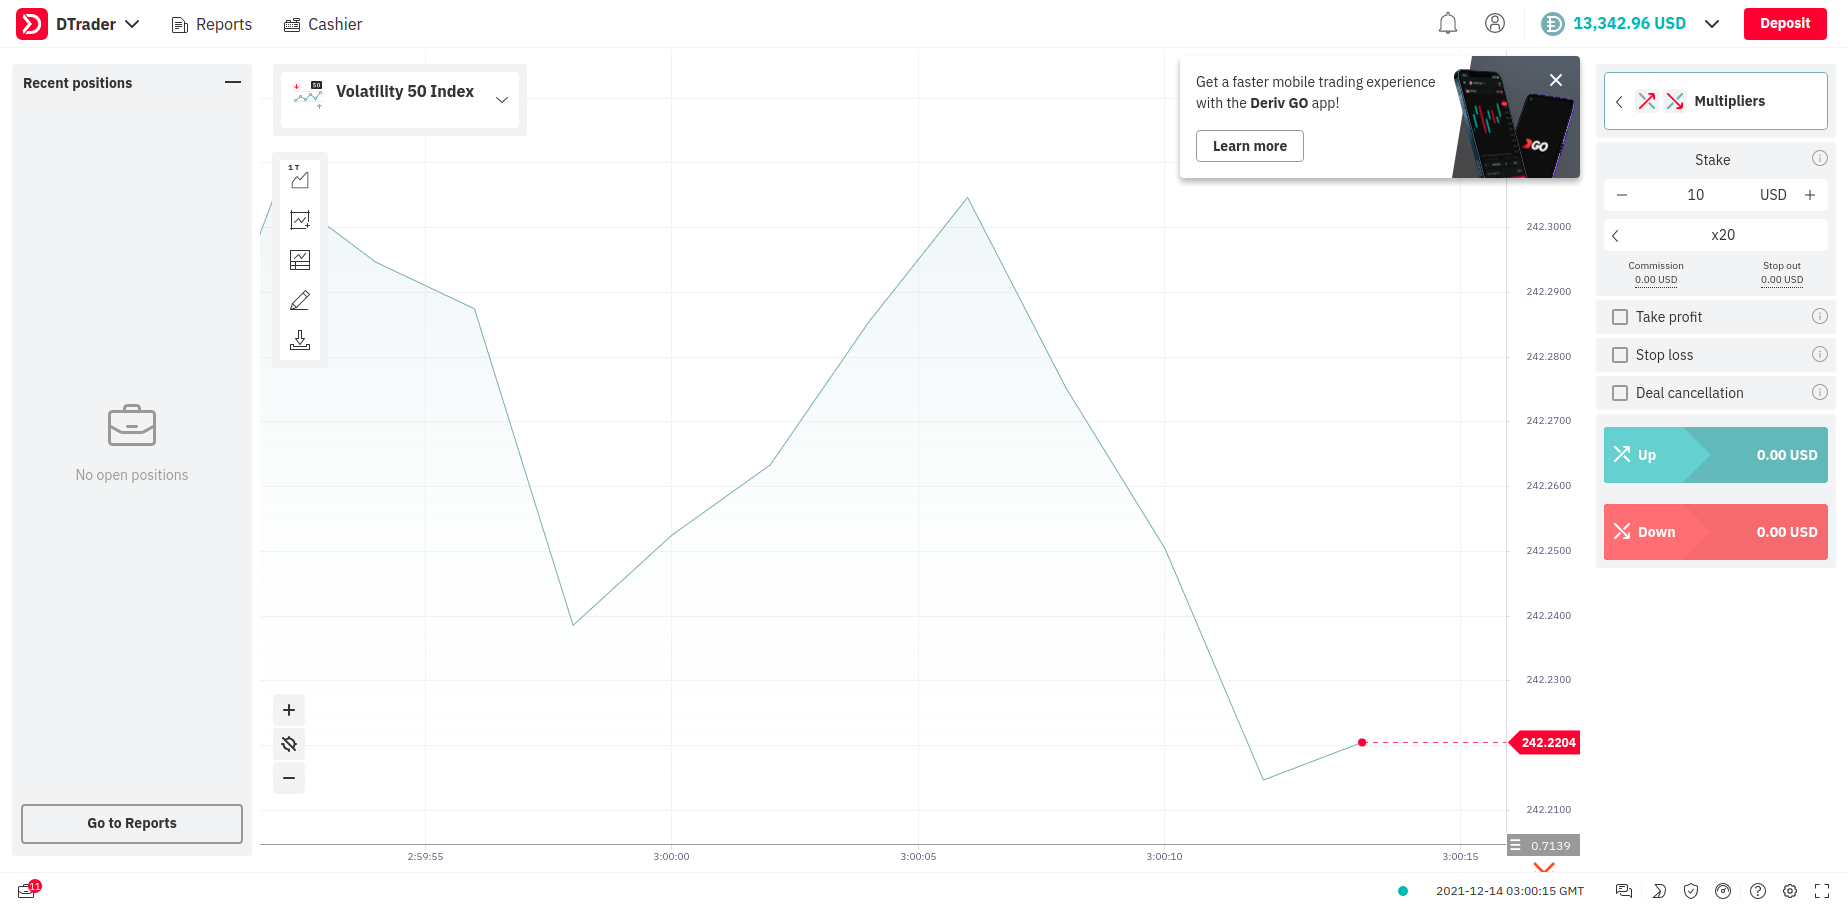 DTrader
Reports
Cashier
13,342.96 USD
Deposit
Recent positions
No open positions
Go to Reports
50
Volatility 50 Index
1T
Get a faster mobile trading experience
with the Deriv GO app!
Learn more
GO
242.3000
242.2900
242.2800
242.2700
242.2600
242.2500
242.2400
242.2300
242.2204
242.2100
0.7139
2:59:55
3:00:00
3:00:05
3:00:10
3:00:15
Multipliers
Stake
10 USD
x20
Commission
0.00 USD
Stop out
0.00 USD
Take profit
Stop loss
Deal cancellation
Up 0.00 USD
Down 0.00 USD
11
2021-12-14 03:00:15 GMT